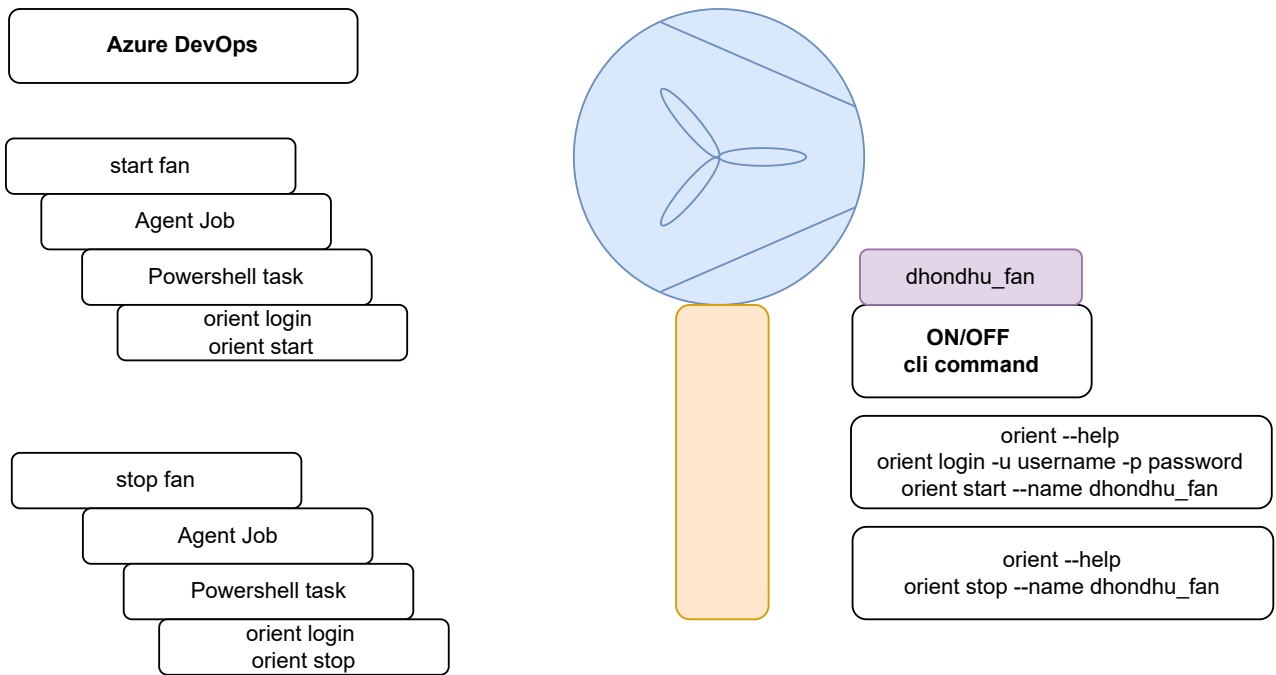 Azure DevOps
start fan
Agent Job
Powershell task
orient login
orient start
stop fan
Agent Job
Powershell task
orient login
orient stop
dhondhu_fan
ON/OFF
cli command
orient --help
orient login -u username -p password
orient start --name dhondhu_fan
orient --help
orient stop --name dhondhu_fan